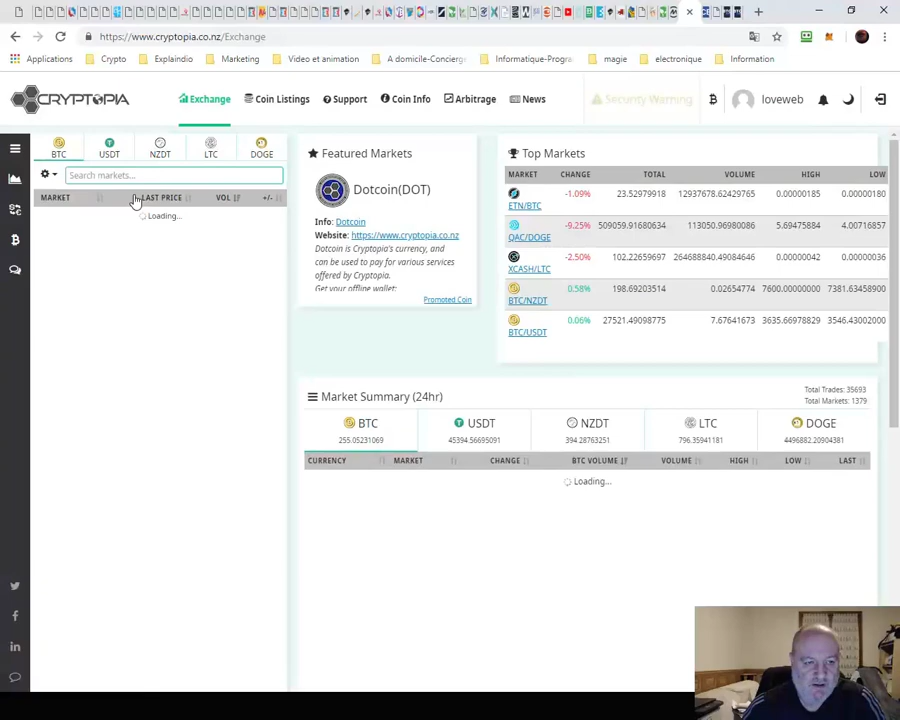 https://www.cryptopia.co.nz/Exchange
Applications Crypto Explaindio Marketing Video et animation A domicile-Concierg Informatique-Progra magie electronique Information
CRYPTOPIA Exchange Coin Listings Support Coin Info Arbitrage News Security Warning loveweb
BTC USDT NZDT LTC DOGE
Search markets...
MARKET LAST PRICE VOL +/-
Loading...
Featured Markets
Dotcoin(DOT)
Info: Dotcoin
Website: https://www.cryptopia.co.nz
Dotcoin is Cryptopia's currency, and
can be used to pay for various services
offered by Cryptopia.
Get your offline wallet:
Promoted Coin
Top Markets
MARKET CHANGE TOTAL VOLUME HIGH LOW
ETN/BTC -1.09% 23.52979918 12937678.62429765 0.00000185 0.00000180
QAC/DOGE -9.25% 509059.91680634 113050.96980086 5.69475884 4.00716857
XCASH/LTC -2.50% 102.22659697 264688840.49084646 0.00000042 0.00000036
BTC/NZDT 0.58% 198.69203514 0.02654774 7600.00000000 7381.63458900
BTC/USDT 0.06% 27521.49098775 7.67641673 3635.66978829 3546.43002000
Market Summary (24hr)
Total Trades: 35693
Total Markets: 1379
BTC USDT NZDT LTC DOGE
255.05231069 45394.56695091 394.28763251 796.35941181 4496882.20904381
CURRENCY MARKET CHANGE BTC VOLUME VOLUME HIGH LOW LAST
Loading...